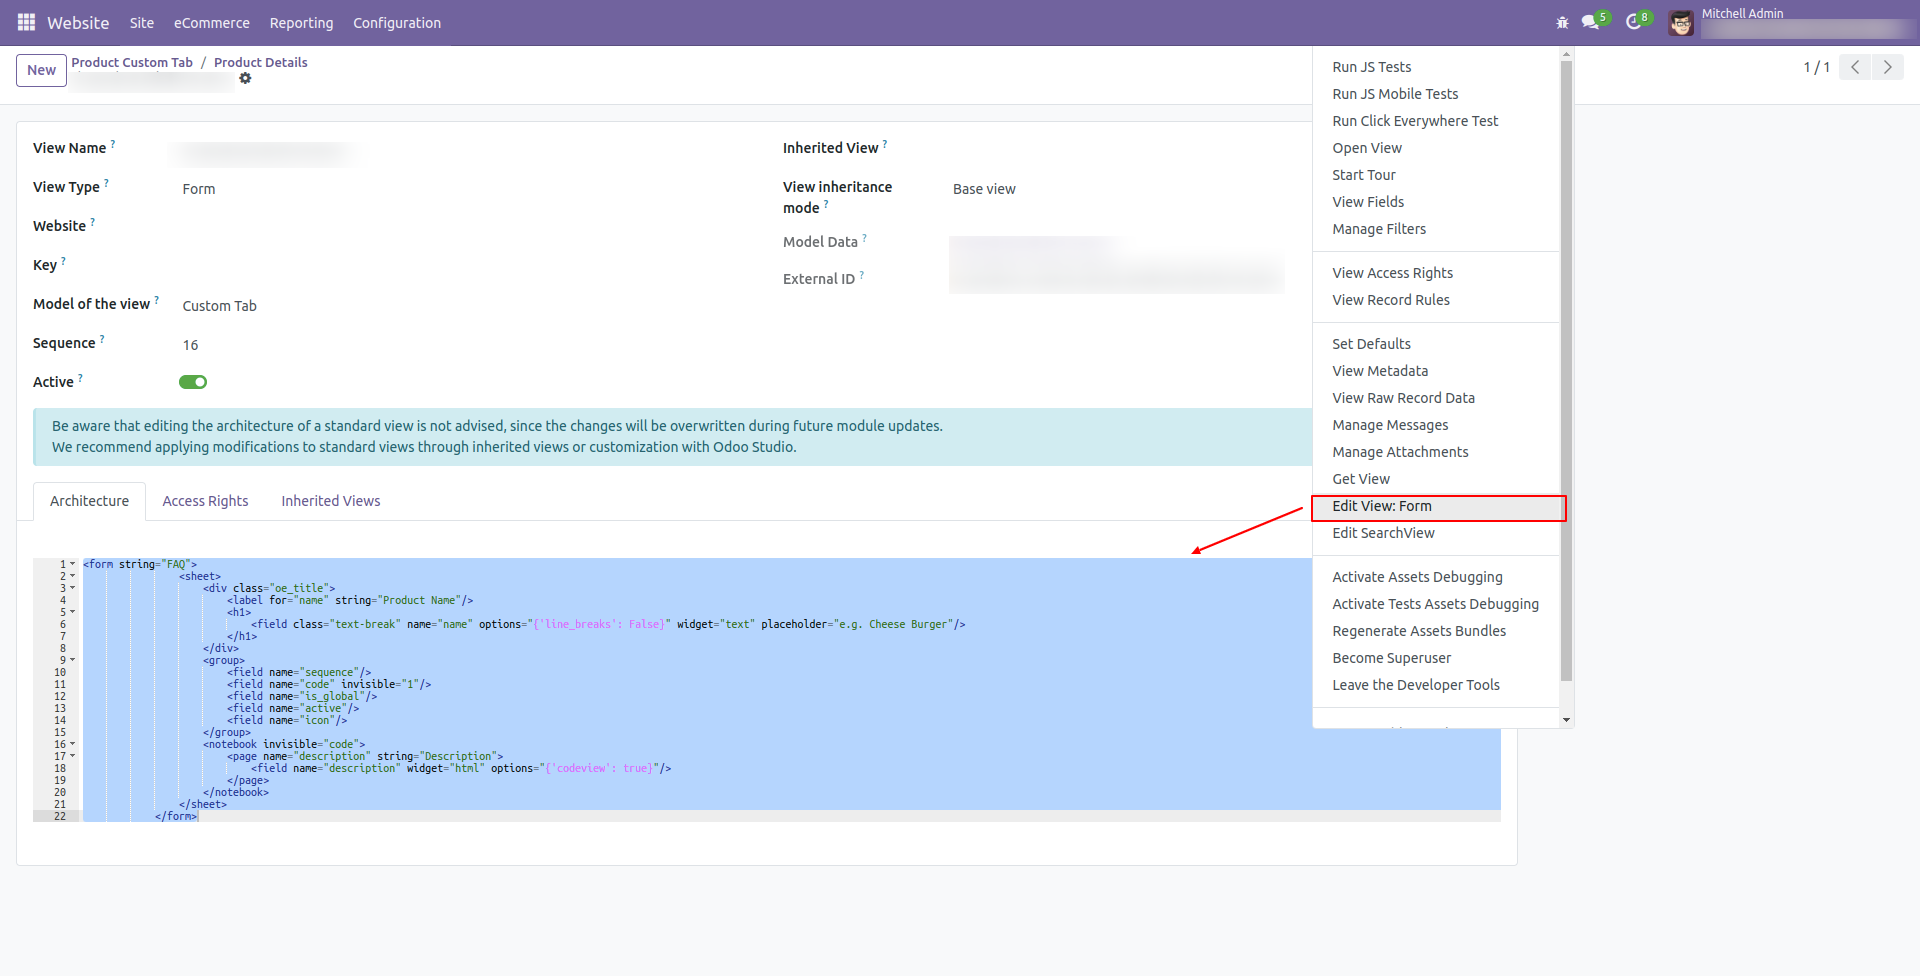 Website Site eCommerce Reporting Configuration 5 8 Mitchell Admin
New Product Custom Tab / Product Details 1 / 1
View Name ?
View Type ? Form
Website ?
Key ?
Model of the view ? Custom Tab
Sequence ? 16
Active ?
Inherited View ?
View inheritance mode ? Base view
Model Data ?
External ID ?
Be aware that editing the architecture of a standard view is not advised, since the changes will be overwritten during future module updates.
We recommend applying modifications to standard views through inherited views or customization with Odoo Studio.
Architecture Access Rights Inherited Views
1 <form string="FAQ">
2 <sheet>
3 <div class="oe_title">
4 <label for="name" string="Product Name"/>
5 <h1>
6 <field class="text-break" name="name" options="{'line_breaks': False}" widget="text" placeholder="e.g. Cheese Burger"/>
7 </h1>
8 </div>
9 <group>
10 <field name="sequence"/>
11 <field name="code" invisible="1"/>
12 <field name="is_global"/>
13 <field name="active"/>
14 <field name="icon"/>
15 </group>
16 <notebook invisible="code">
17 <page name="description" string="Description">
18 <field name="description" widget="html" options="{'codeview': true}"/>
19 </page>
20 </notebook>
21 </sheet>
22 </form>
Run JS Tests
Run JS Mobile Tests
Run Click Everywhere Test
Open View
Start Tour
View Fields
Manage Filters
View Access Rights
View Record Rules
Set Defaults
View Metadata
View Raw Record Data
Manage Messages
Manage Attachments
Get View
Edit View: Form
Edit SearchView
Activate Assets Debugging
Activate Tests Assets Debugging
Regenerate Assets Bundles
Become Superuser
Leave the Developer Tools